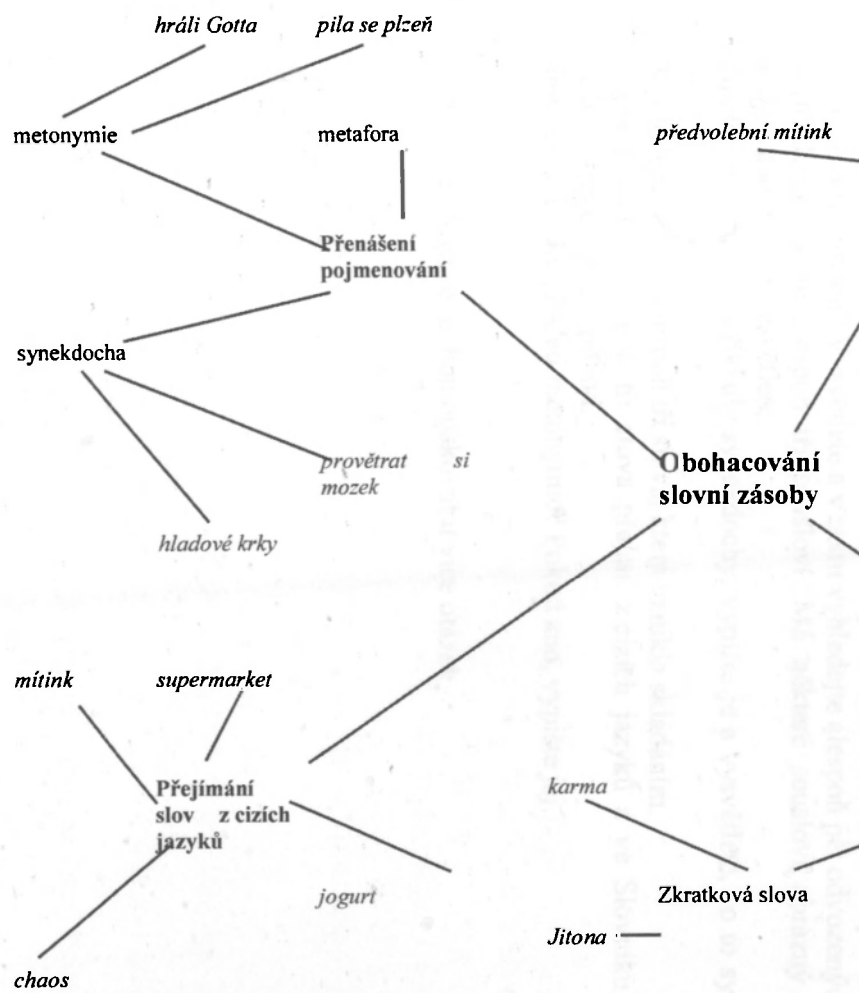 hráli Gotta
pila se plzeň
metonymie
metafora
předvolební mítink
Přenášení
pojmenování
synekdocha
provětrat si
mozek
hladové krky
Obohacování
slovní zásoby
mítink
supermarket
Přejímání
slov z cizích
jazyků
karma
jogurt
Zkratková slova
Jitona
chaos